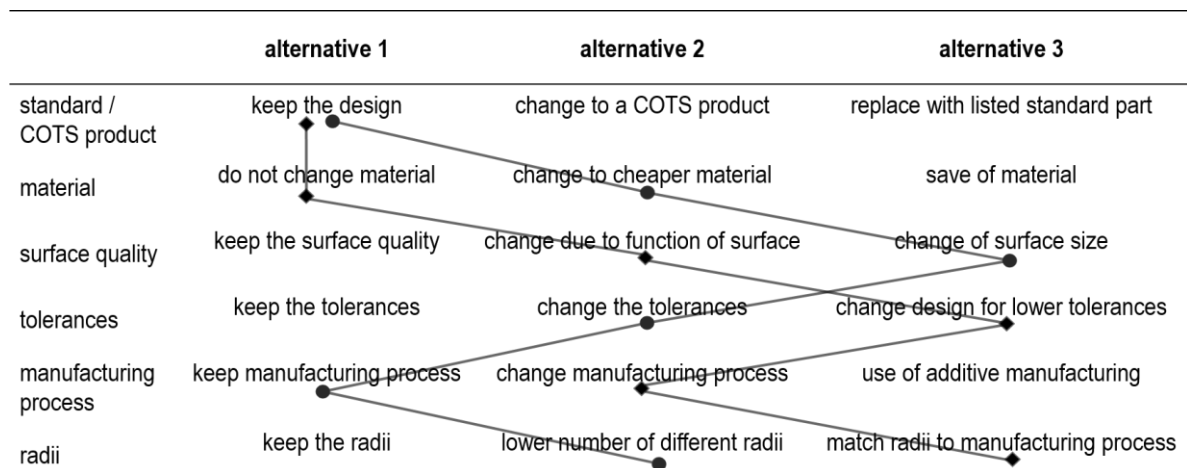 alternative 1 alternative 2 alternative 3
standard / keep the design change to a COTS product replace with listed standard part
COTS product
material do not change material change to cheaper material save of material
surface quality keep the surface quality change due to function of surface change of surface size
tolerances keep the tolerances change the tolerances change design for lower tolerances
manufacturing keep manufacturing process change manufacturing process use of additive manufacturing
process
radii keep the radii lower number of different radii match radii to manufacturing process